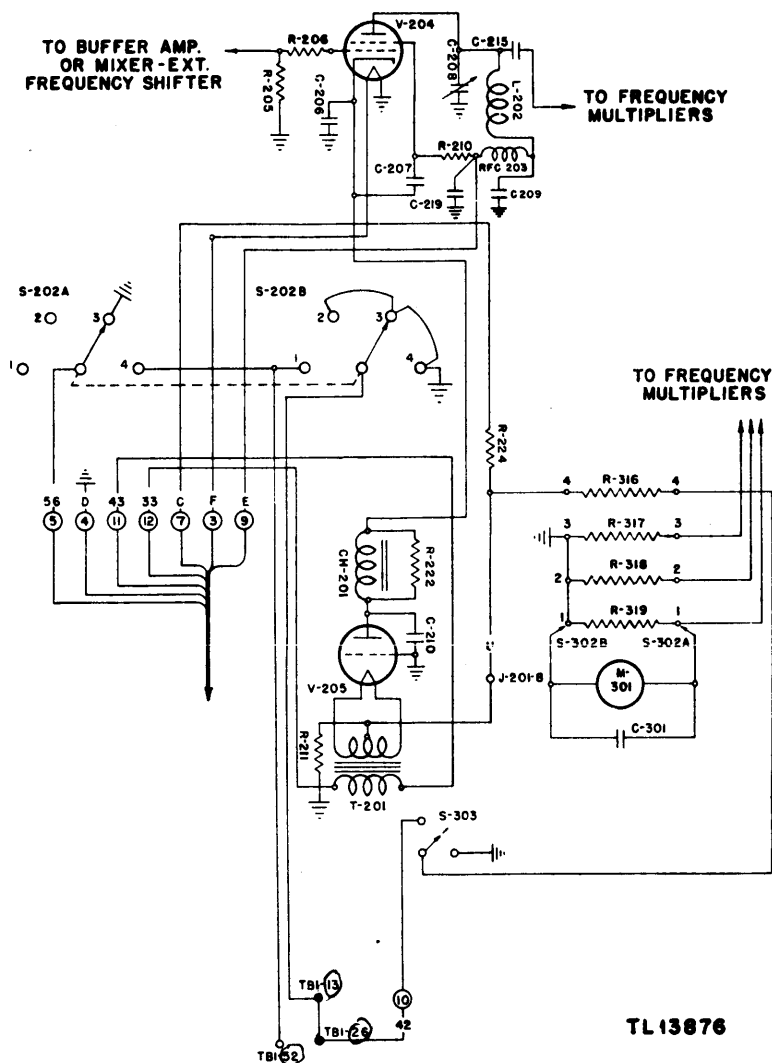 V-204
R-206
C-215
TO BUFFER AMP.
OR MIXER-EXT.
FREQUENCY SHIFTER
C-208
R-205
C-206
L-202
TO FREQUENCY
MULTIPLIERS
R-210
RFC 203
C-207
C-219
C209
S-202A
S-202B
2
3
2
3
1
4
1
4
TO FREQUENCY
MULTIPLIERS
R-224
4
R-316
4
56
D
43
33
C
F
E
5
4
11
12
7
3
9
3
R-317
3
2
R-318
2
CH-201
R-222
1
R-319
1
C-210
S-302B
S-302A
V-205
J-201-8
M-
301
R-211
C-301
T-201
S-303
TB1-13
10
42
TB1-26
TB1-52
TL13876